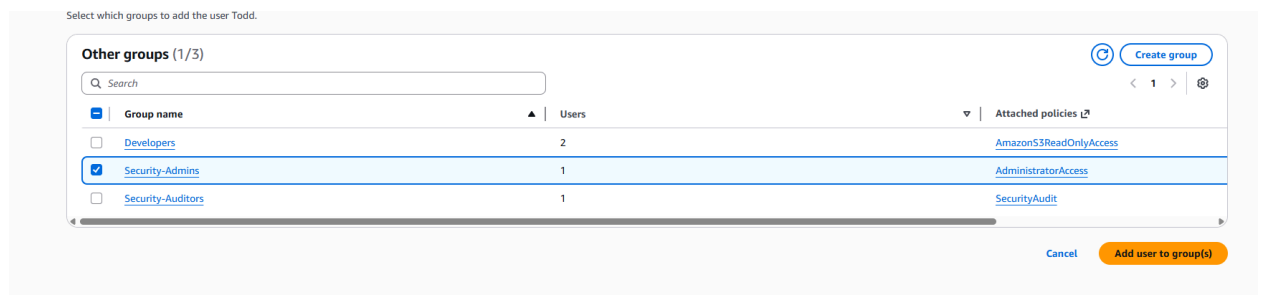 Select which groups to add the user Todd.
Other groups (1/3)
Create group
Search
1
Group name Users Attached policies
Developers 2 AmazonS3ReadOnlyAccess
Security-Admins 1 AdministratorAccess
Security-Auditors 1 SecurityAudit
Cancel Add user to group(s)